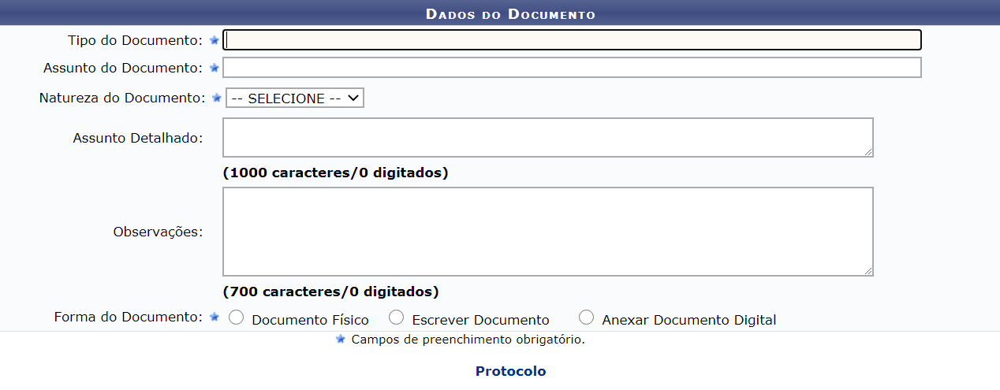 Dados do Documento
Tipo do Documento:
Assunto do Documento:
Natureza do Documento: -- SELECIONE --
Assunto Detalhado:
(1000 caracteres/0 digitados)
Observações:
(700 caracteres/0 digitados)
Forma do Documento: Documento Físico Escrever Documento Anexar Documento Digital
Campos de preenchimento obrigatório.
Protocolo